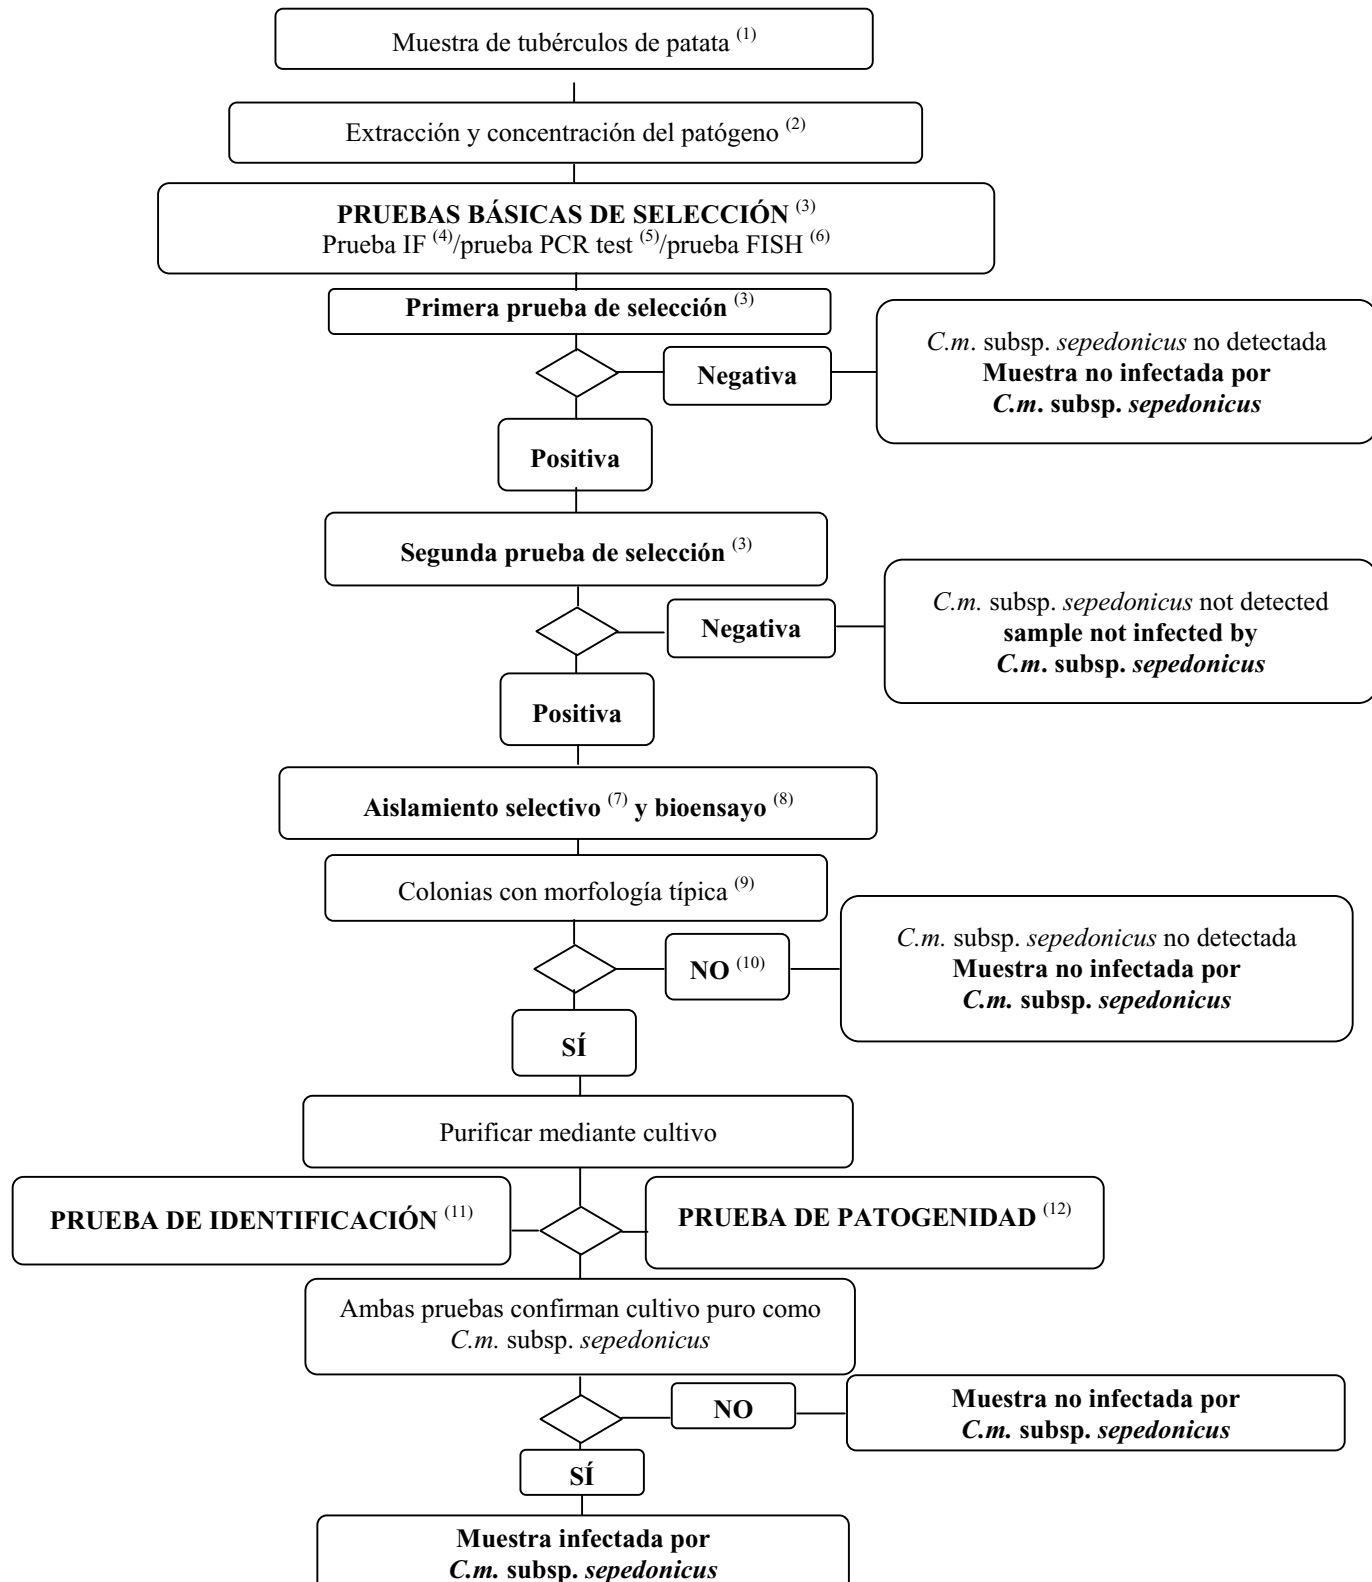 Muestra de tubérculos de patata (1)
Extracción y concentración del patógeno (2)
PRUEBAS BÁSICAS DE SELECCIÓN (3)
Prueba IF (4)/prueba PCR test (5)/prueba FISH (6)
Primera prueba de selección (3)
Negativa
C.m. subsp. sepedonicus no detectada
Muestra no infectada por
C.m. subsp. sepedonicus
Positiva
Segunda prueba de selección (3)
Negativa
C.m. subsp. sepedonicus not detected
sample not infected by
C.m. subsp. sepedonicus
Positiva
Aislamiento selectivo (7) y bioensayo (8)
Colonias con morfología típica (9)
NO (10)
C.m. subsp. sepedonicus no detectada
Muestra no infectada por
C.m. subsp. sepedonicus
SÍ
Purificar mediante cultivo
PRUEBA DE IDENTIFICACIÓN (11)
PRUEBA DE PATOGENIDAD (12)
Ambas pruebas confirman cultivo puro como
C.m. subsp. sepedonicus
NO
Muestra no infectada por
C.m. subsp. sepedonicus
SÍ
Muestra infectada por
C.m. subsp. sepedonicus